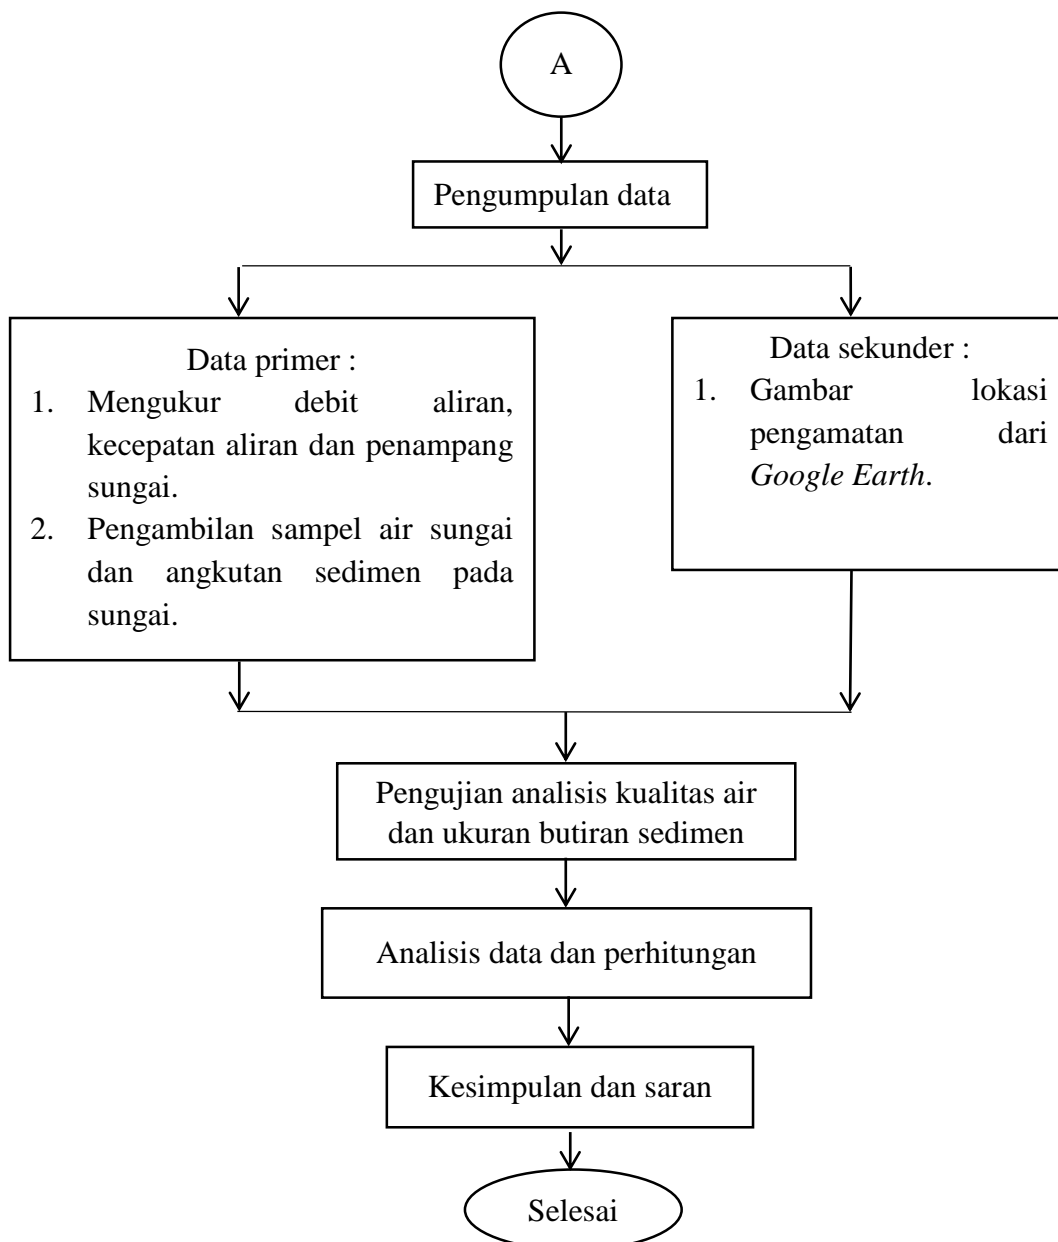 A
Pengumpulan data
Data primer :
1. Mengukur debit aliran,
kecepatan aliran dan penampang
sungai.
2. Pengambilan sampel air sungai
dan angkutan sedimen pada
sungai.
Data sekunder :
1. Gambar lokasi
pengamatan dari
Google Earth.
Pengujian analisis kualitas air
dan ukuran butiran sedimen
Analisis data dan perhitungan
Kesimpulan dan saran
Selesai